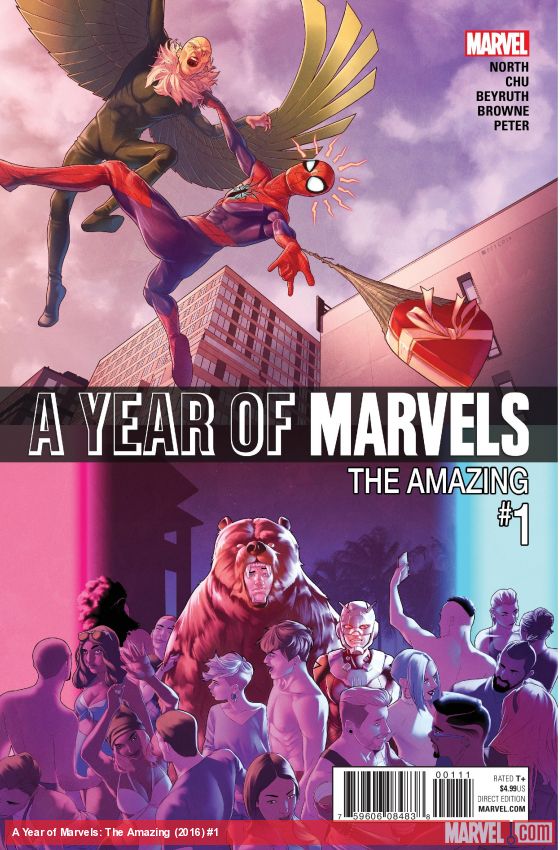 MARVEL
NORTH
CHU
BEYRUTH
BROWNE
PETER
A YEAR OF MARVELS
THE AMAZING
#1
RATED T+
$4.99US
DIRECT EDITION
MARVEL.COM
00111
7 59606 08483 8
A Year of Marvels: The Amazing (2016) #1
MARVEL.COM